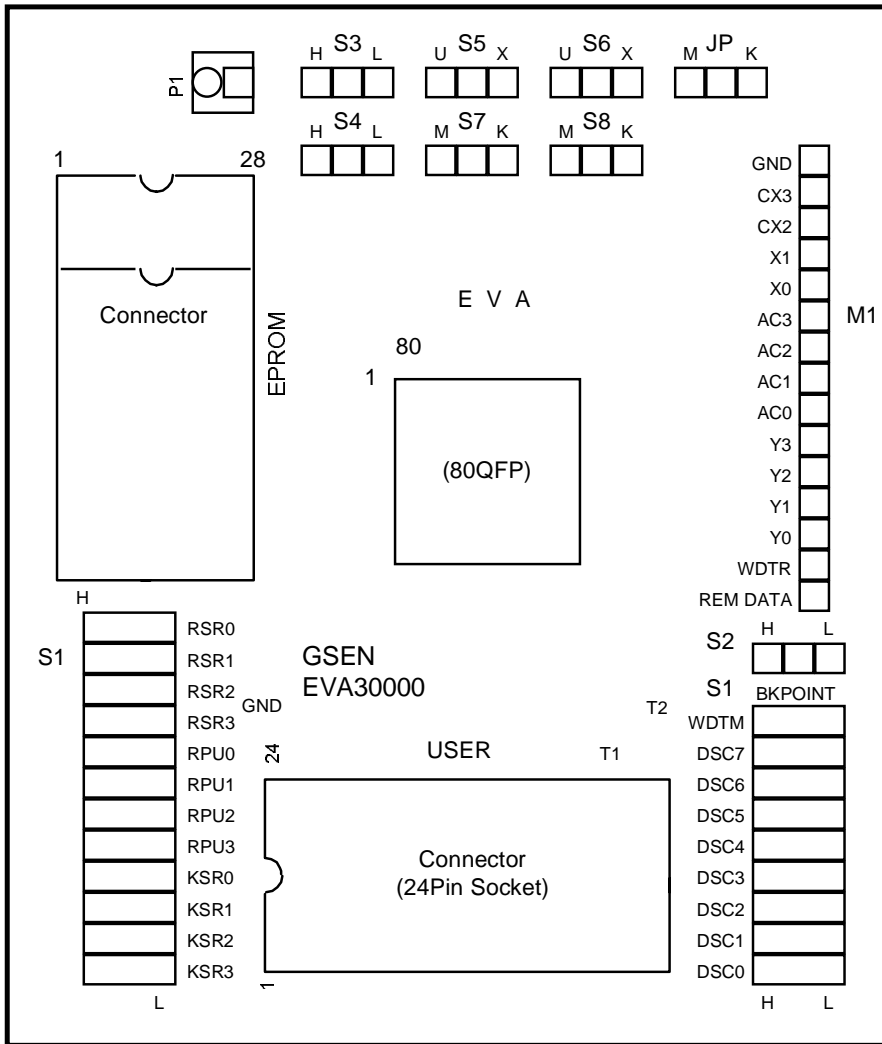 P1
H S3 L
U S5 X
U S6 X
M JP K
H S4 L
M S7 K
M S8 K
1 28
Connector
EPROM
E V A
80
1
(80QFP)
GND
CX3
CX2
X1
X0
AC3
AC2
AC1
AC0
Y3
Y2
Y1
Y0
WDTR
REM DATA
M1
H
S1
RSR0
RSR1
RSR2
RSR3
RPU0
RPU1
RPU2
RPU3
KSR0
KSR1
KSR2
KSR3
L
GSEN
EVA30000
GND
24
USER
T1
T2
Connector
(24Pin Socket)
1
H L
S2
S1 BKPOINT
WDTM
DSC7
DSC6
DSC5
DSC4
DSC3
DSC2
DSC1
DSC0
H L